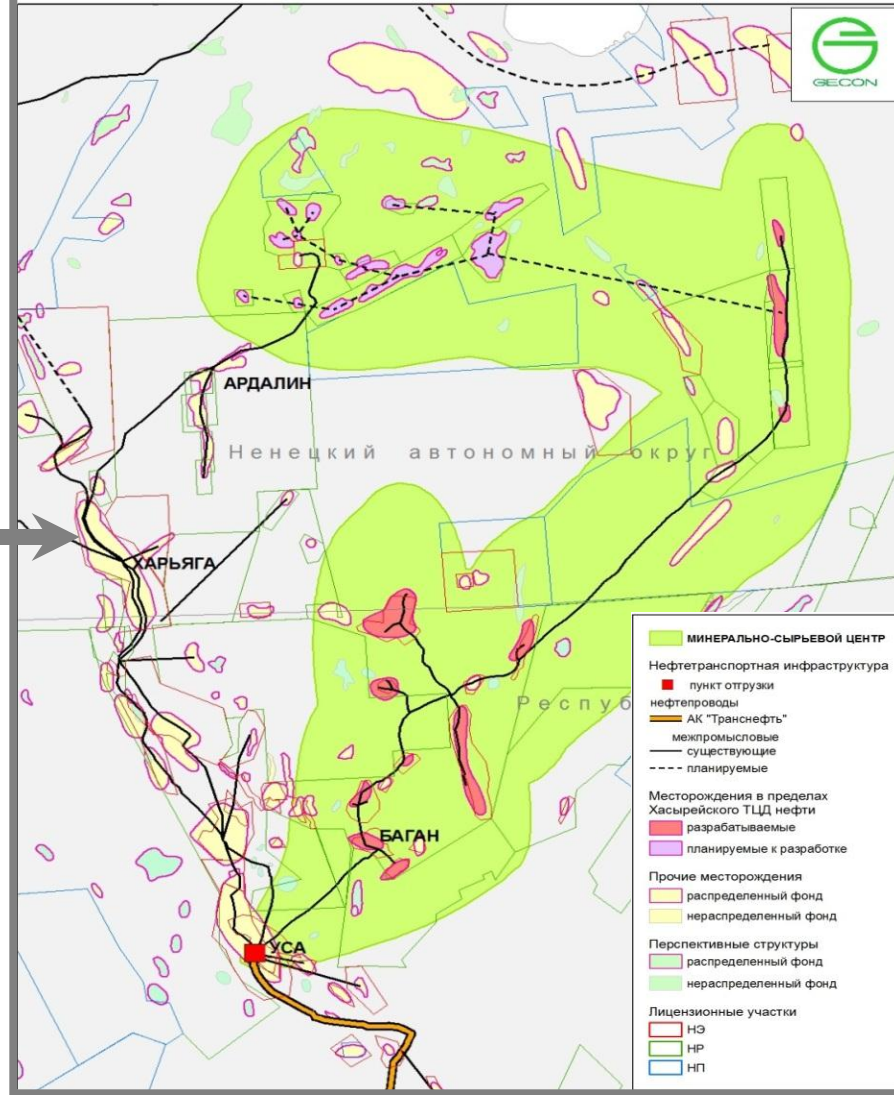 GECON
АРДАЛИН
Ненецкий автономный округ
ХАРЬЯГА
Респуб
БАГАН
УСА
МИНЕРАЛЬНО-СЫРЬЕВОЙ ЦЕНТР
Нефтетранспортная инфраструктура
пункт отгрузки
нефтепроводы
АК "Транснефть"
межпромысловые
существующие
планируемые
Месторождения в пределах
Хасырейского ТЦД нефти
разрабатываемые
планируемые к разработке
Прочие месторождения
распределенный фонд
нераспределенный фонд
Перспективные структуры
распределенный фонд
нераспределенный фонд
Лицензионные участки
НЭ
НР
НП